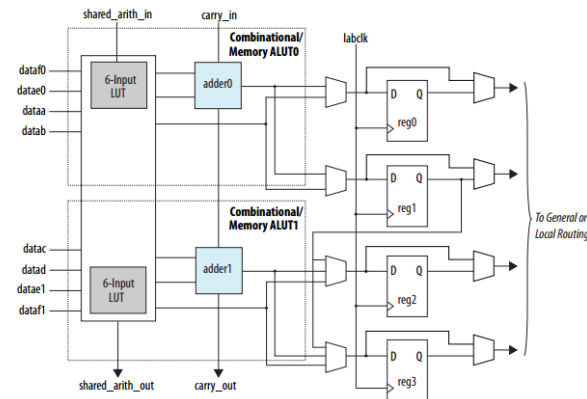 shared_arith_in
carry_in
Combinational/
Memory ALUT0
labclk
dataf0
datae0
dataa
datab
6-Input
LUT
adder0
D Q
reg0
D Q
reg1
To General or
Local Routing
Combinational/
Memory ALUT1
datac
datad
datae1
dataf1
6-Input
LUT
adder1
D Q
reg2
D Q
reg3
shared_arith_out
carry_out